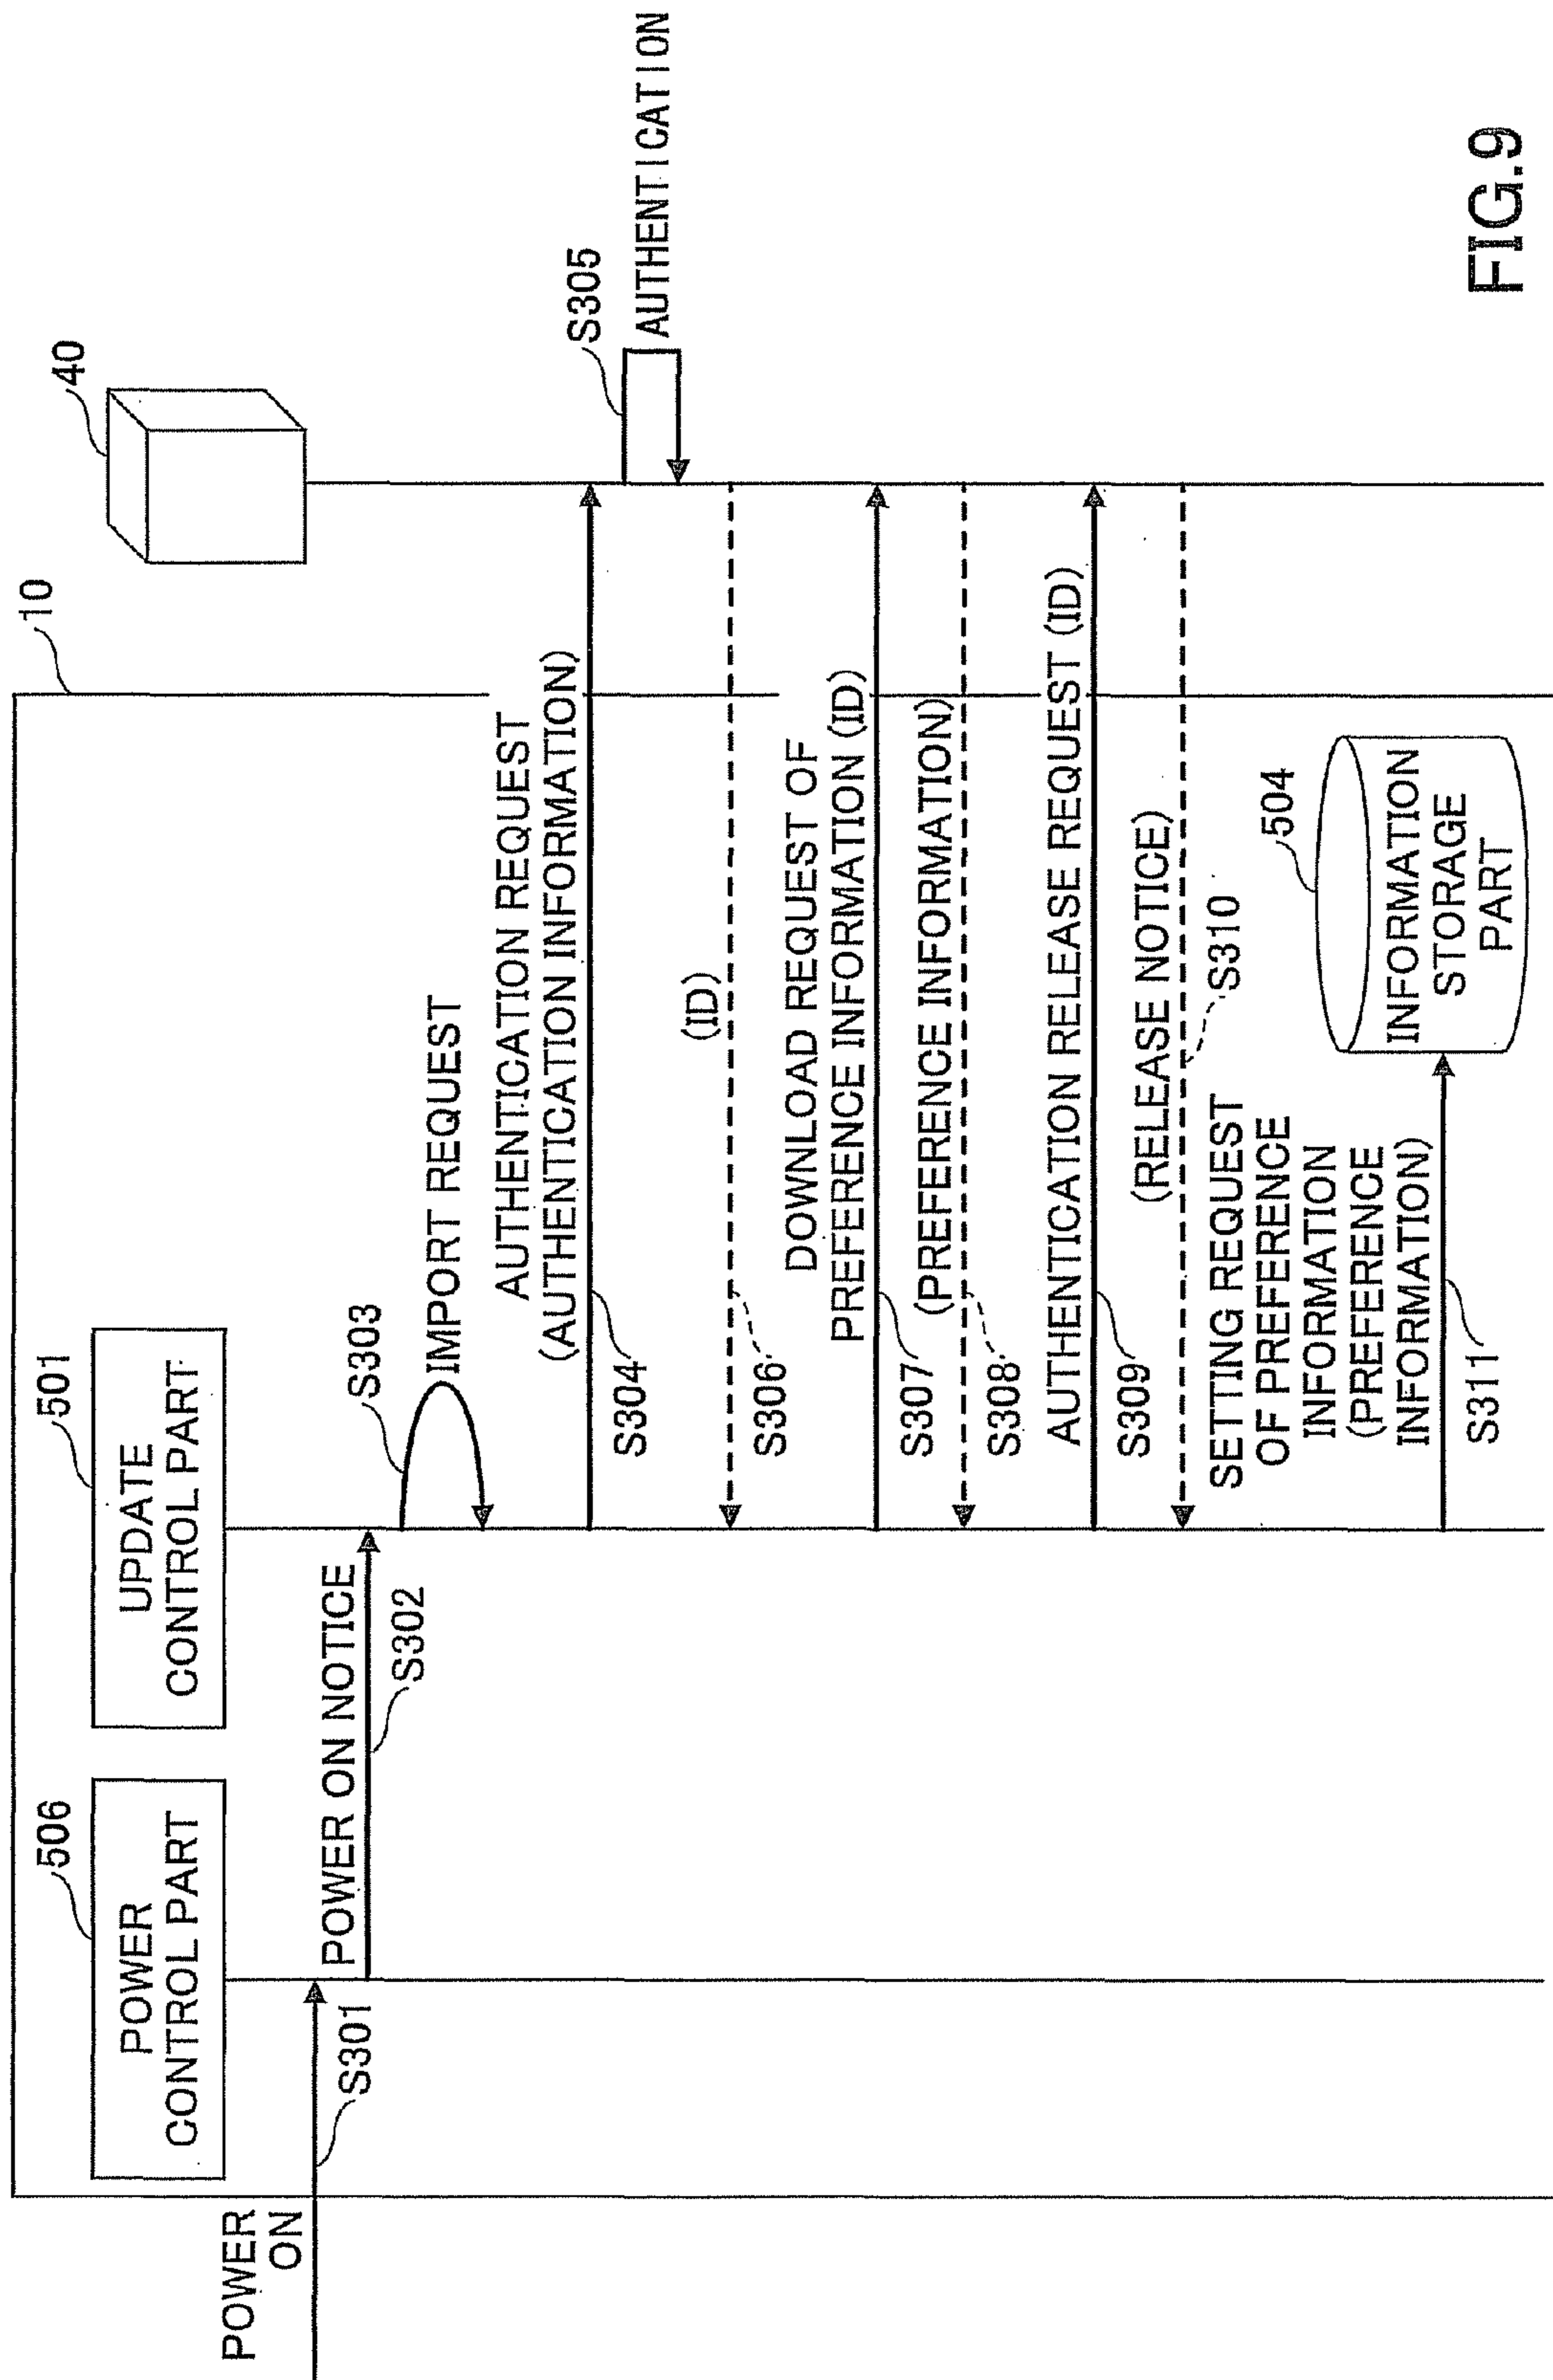 10
40
506
POWER
CONTROL PART
501
UPDATE
CONTROL PART
POWER
ON
S301
POWER ON NOTICE
S302
S303
IMPORT REQUEST
AUTHENTICATION REQUEST
(AUTHENTICATION INFORMATION)
S304
S305
AUTHENTICATION
(ID)
S306
DOWNLOAD REQUEST OF
PREFERENCE INFORMATION (ID)
S307
(PREFERENCE INFORMATION)
S308
AUTHENTICATION RELEASE REQUEST (ID)
S309
(RELEASE NOTICE)
S310
SETTING REQUEST
OF PREFERENCE
INFORMATION
(PREFERENCE
INFORMATION)
S311
504
INFORMATION
STORAGE
PART
FIG.9